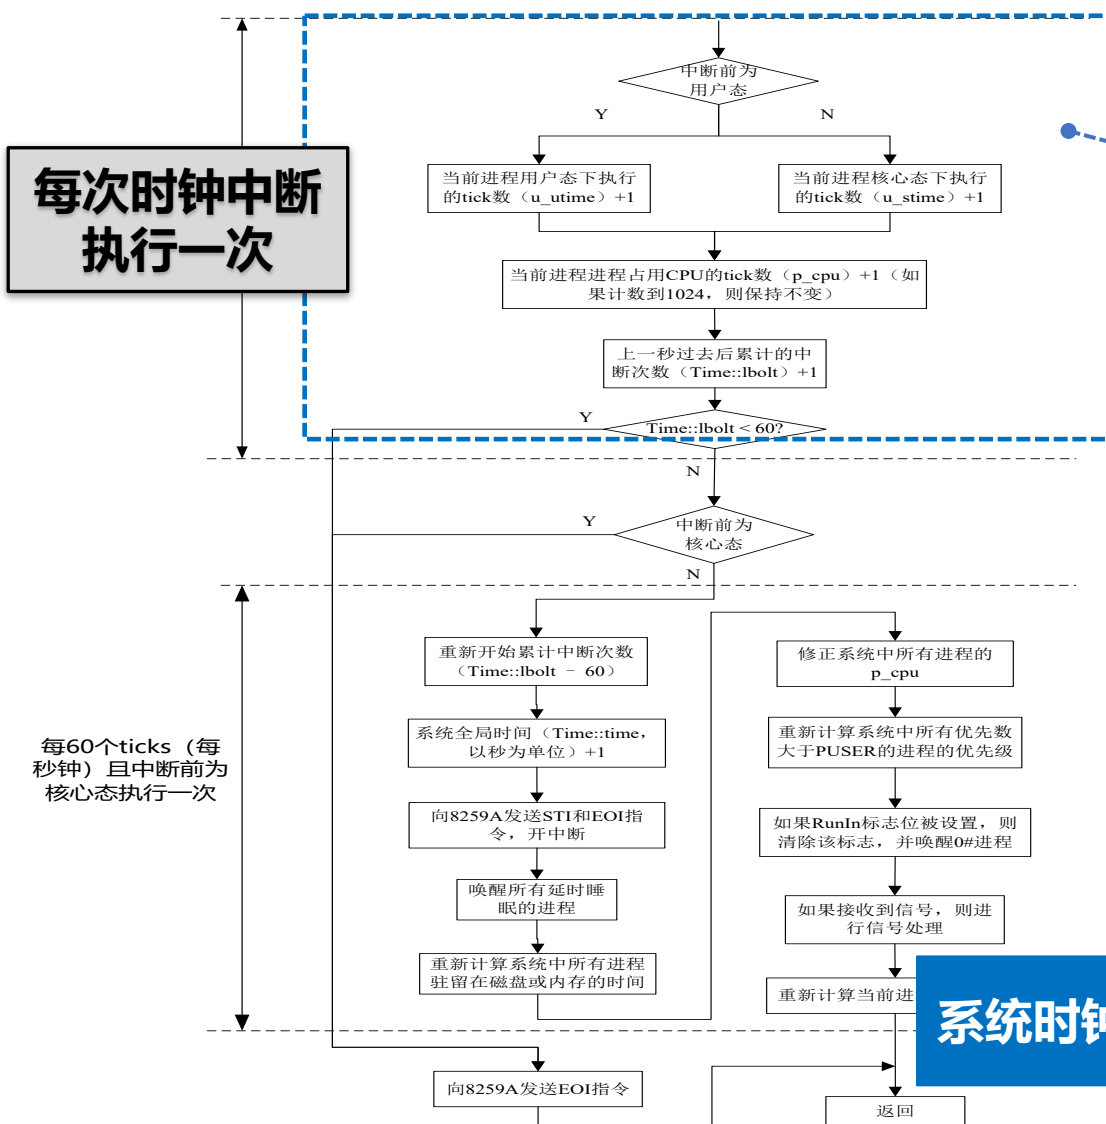 中断前为
用户态
Y
N
每次时钟中断
执行一次
当前进程用户态下执行
的tick数（u_utime）+1
当前进程核心态下执行
的tick数（u_stime）+1
当前进程进程占用CPU的tick数（p_cpu）+1（如
果计数到1024，则保持不变）
上一秒过去后累计的中
断次数（Time::lbolt）+1
Y
Time::lbolt < 60?
N
Y
中断前为
核心态
N
每60个ticks（每
秒钟）且中断前为
核心态执行一次
重新开始累计中断次数
（Time::lbolt - 60）
系统全局时间（Time::time，
以秒为单位）+1
向8259A发送STI和EOI指
令，开中断
唤醒所有延时睡
眠的进程
重新计算系统中所有进程
驻留在磁盘或内存的时间
修正系统中所有进程的
p_cpu
重新计算系统中所有优先数
大于PUSER的进程的优先级
如果RunIn标志位被设置，则
清除该标志，并唤醒0#进程
如果接收到信号，则进
行信号处理
重新计算当前进
系统时钟
向8259A发送EOI指令
返回